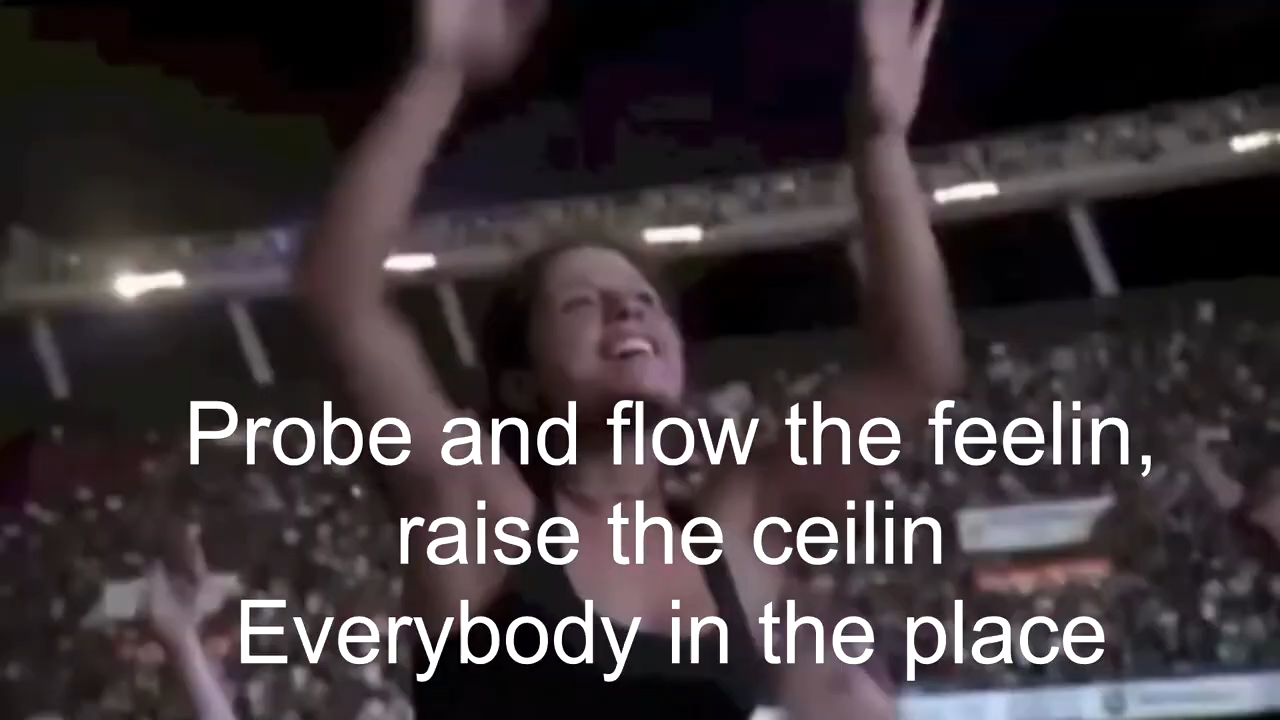 Probe and flow the feelin,
raise the ceilin
Everybody in the place